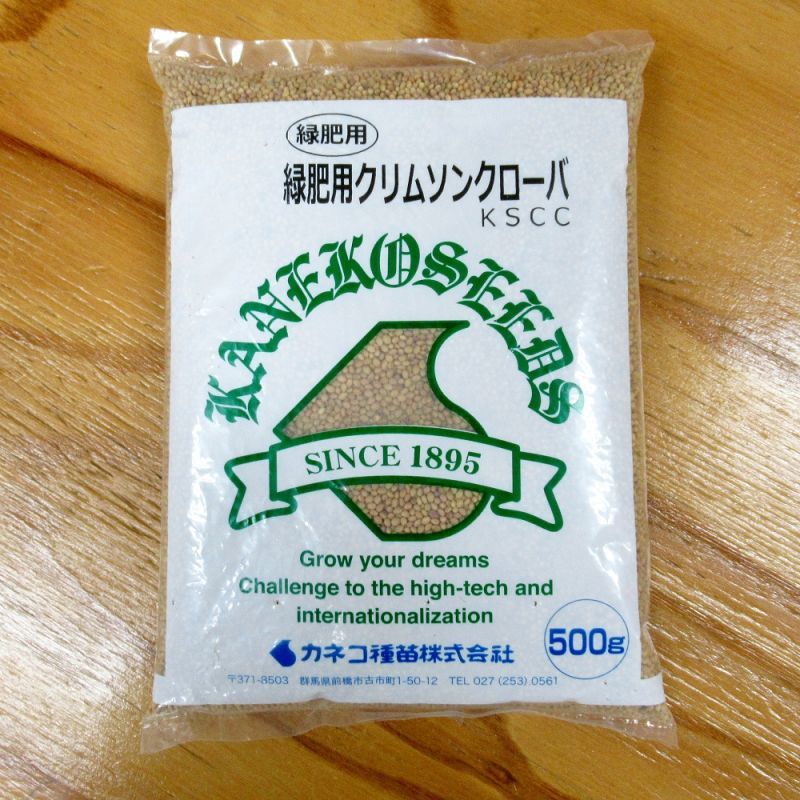 緑肥用
緑肥用クリムソンクローバ
KSCC
KANEKO SEEDS
SINCE 1895
Grow your dreams
Challenge to the high-tech and
internationalization
500g
カネコ種苗株式会社
〒371-8503 群馬県前橋市古市町1-50-12 TEL 027 (253) 0561